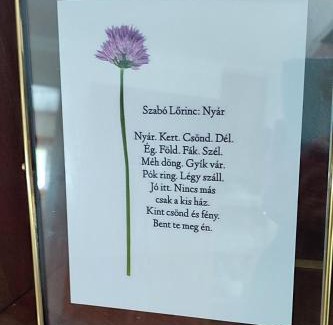 Szabó Lőrinc: Nyár
Nyár. Kert. Csönd. Dél.
Ég. Föld. Fák. Szél.
Méh döng. Gyík vár.
Pók ring. Légy száll.
Jó itt. Nincs más
csak a kis ház.
Kint csönd és fény.
Bent te meg én.